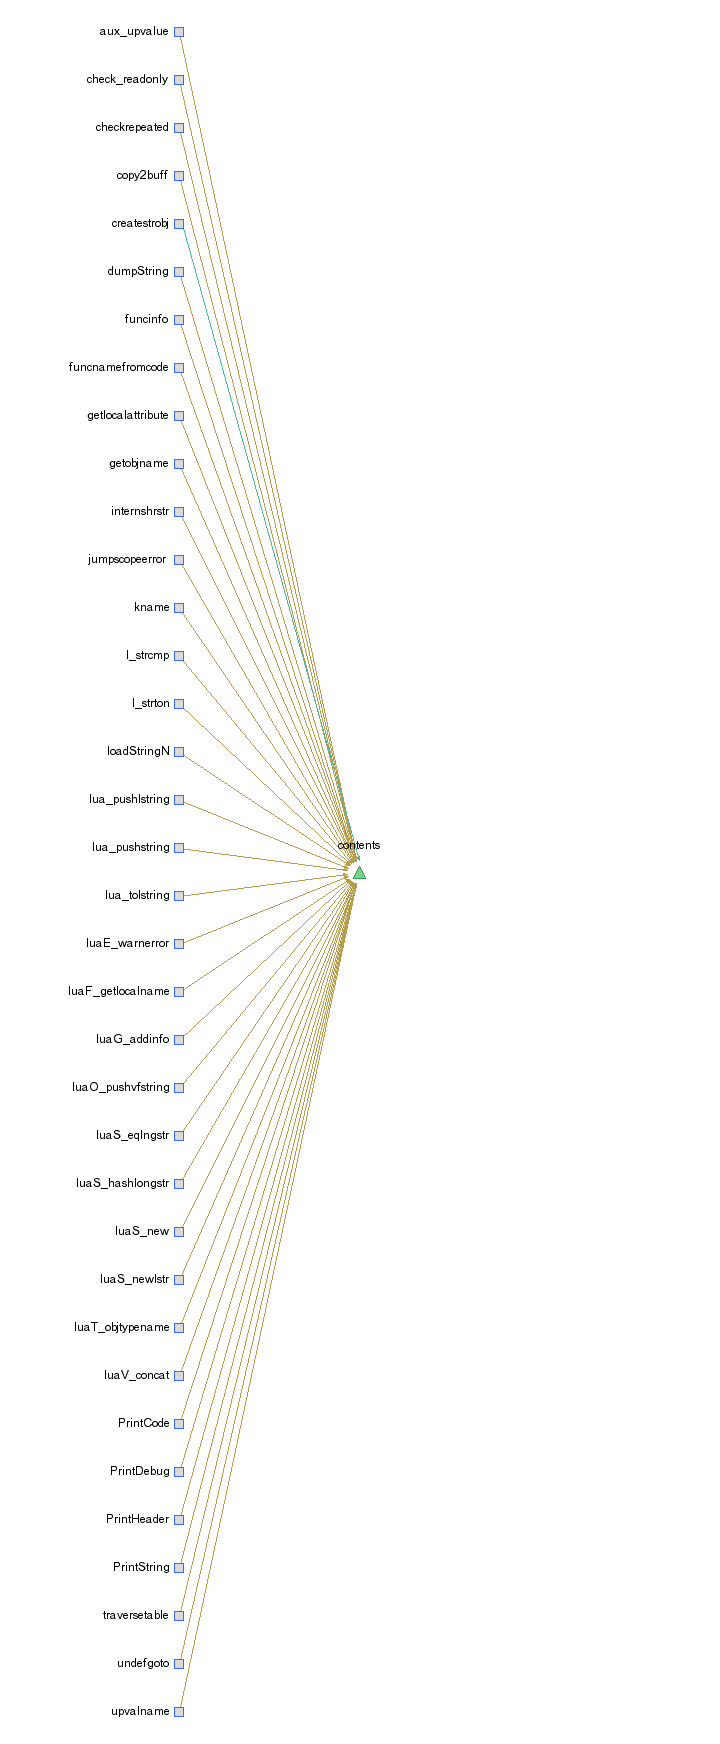 aux_upvalue
check_readonly
checkrepeated
copy2buff
createstrobj
dumpString
funcinfo
funcnamefromcode
getlocalattribute
getobjname
internshrstr
jumpscopeerror
kname
l_strcmp
l_strton
loadStringN
lua_pushlstring
contents
lua_pushstring
lua_tolstring
luaE_warnerror
luaF_getlocalname
luaG_addinfo
luaO_pushvfstring
luaS_eqlngstr
luaS_hashlongstr
luaS_new
luaS_newlstr
luaT_objtypename
luaV_concat
PrintCode
PrintDebug
PrintHeader
PrintString
traversetable
undefgoto
upvalname